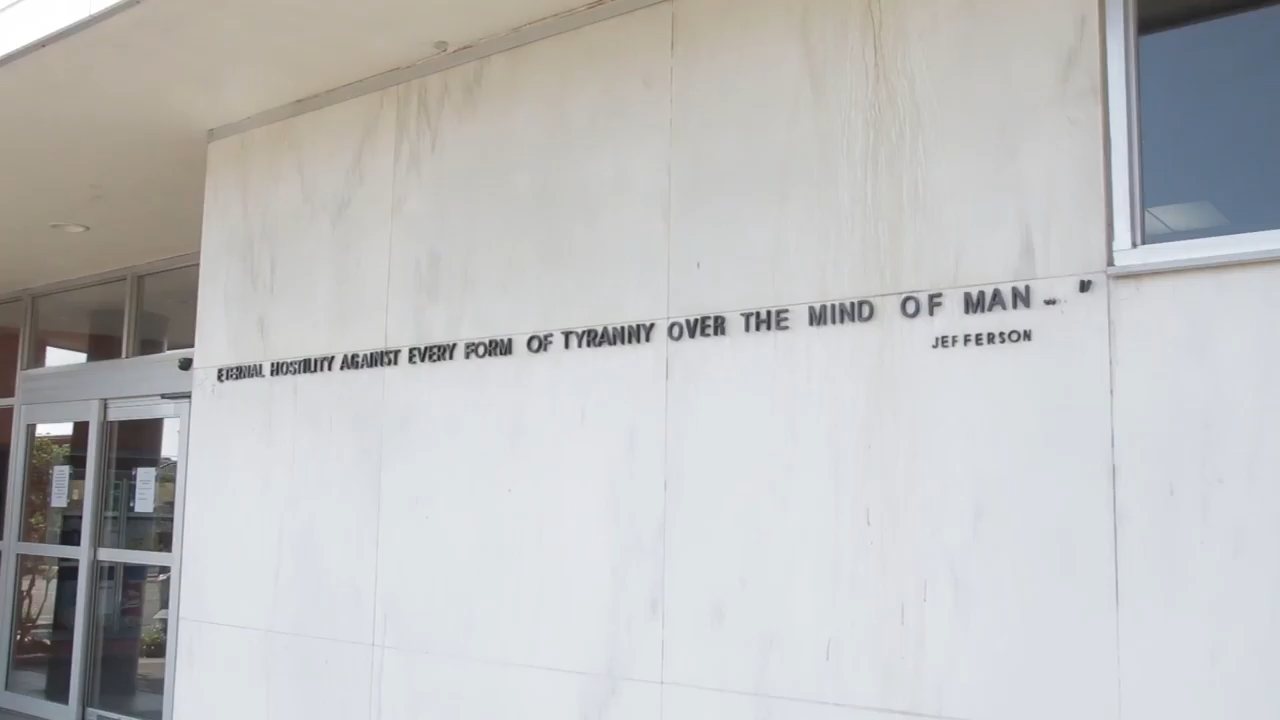 ETERNAL HOSTILITY AGAINST EVERY FORM OF TYRANNY OVER THE MIND OF MAN..."
JEFFERSON